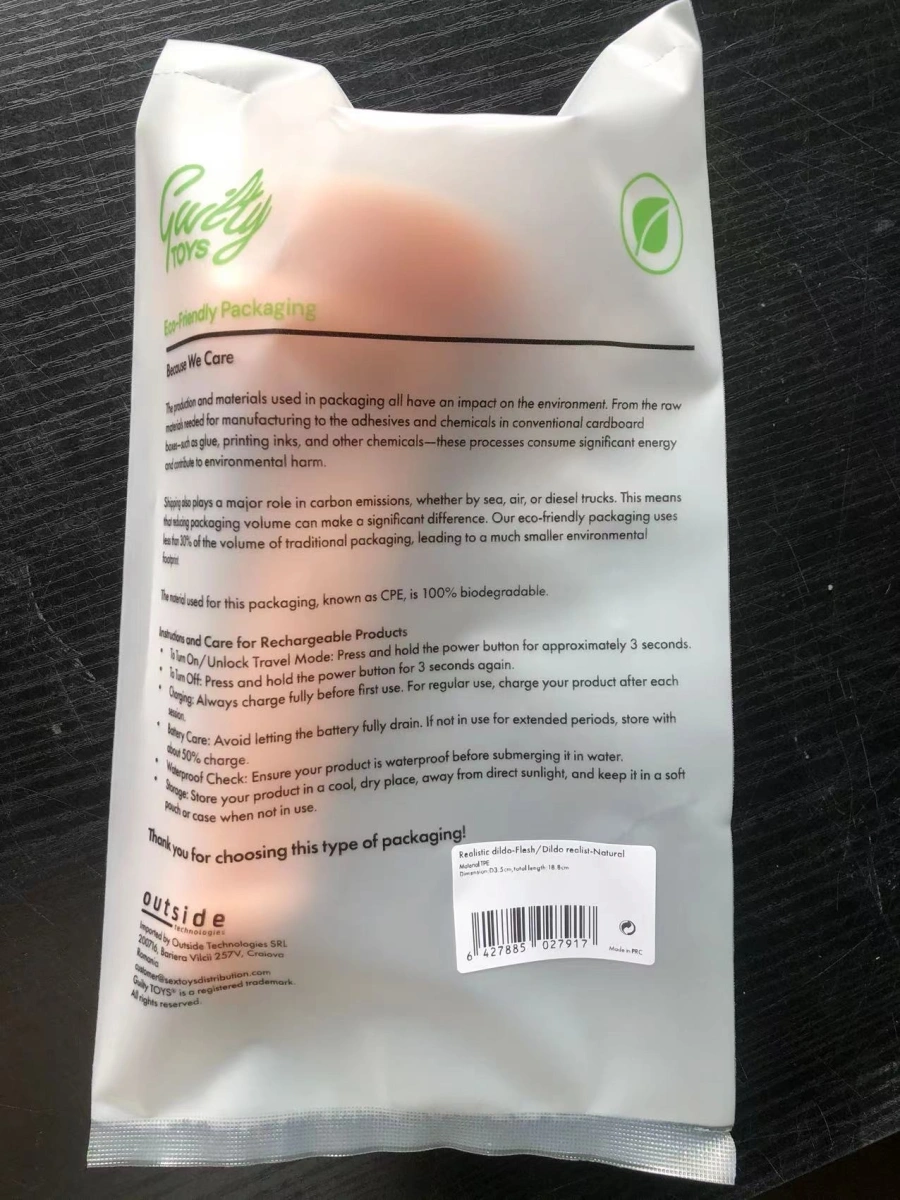 Guilty
TOYS
Eco-Friendly Packaging
Because We Care
The production and materials used in packaging all have an impact on the environment. From the raw
materials needed for manufacturing to the adhesives and chemicals in conventional cardboard
boxes—such as glue, printing inks, and other chemicals—these processes consume significant energy
and contribute to environmental harm.
Shipping also plays a major role in carbon emissions, whether by sea, air, or diesel trucks. This means
that reducing packaging volume can make a significant difference. Our eco-friendly packaging uses
less than 30% of the volume of traditional packaging, leading to a much smaller environmental
footprint
The material used for this packaging, known as CPE, is 100% biodegradable.
Instructions and Care for Rechargeable Products
• To Turn On/Unlock Travel Mode: Press and hold the power button for approximately 3 seconds.
• To Turn Off: Press and hold the power button for 3 seconds again.
• Charging: Always charge fully before first use. For regular use, charge your product after each
session.
• Battery Care: Avoid letting the battery fully drain. If not in use for extended periods, store with
about 50% charge.
• Waterproof Check: Ensure your product is waterproof before submerging it in water.
• Storage: Store your product in a cool, dry place, away from direct sunlight, and keep it in a soft
pouch or case when not in use.
Thank you for choosing this type of packaging!
Realistic dildo-Flesh/Dildo realist-Natural
Material:TPE
Dimension:D3.5cm,total length 18.8cm
6 427885 027917
Made in PRC
outside
technologies
Imported by Outside Technologies SRL
200716, Bariera Vilcii 257V, Craiova
Romania
customer@sextoysdistribution.com
Guilty TOYS® is a registered trademark.
All rights reserved.